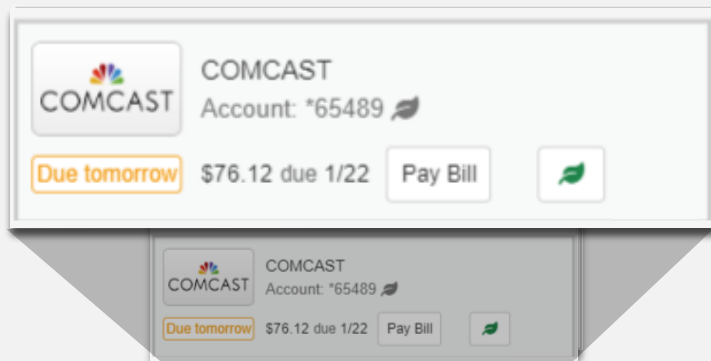 COMCAST
COMCAST
Account: *65489
Due tomorrow $76.12 due 1/22 Pay Bill
COMCAST
COMCAST
Account: *65489
Due tomorrow $76.12 due 1/22 Pay Bill